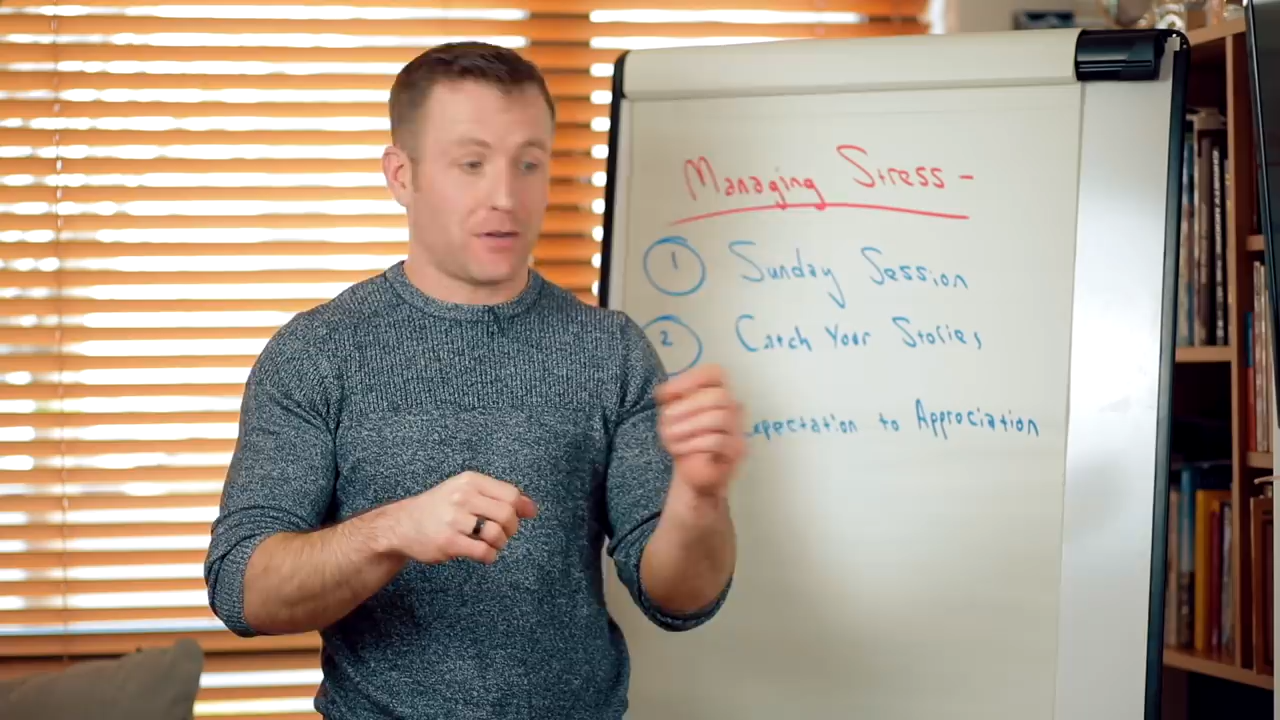 Managing Stress -
1 Sunday Session
2 Catch Your Stories
to Appreciation